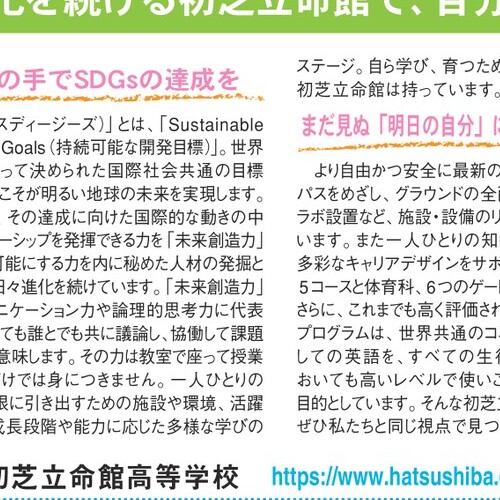 化を続ける初芝立命館で、自分
の手でSDGsの達成を
スディージーズ)」とは、「Sustainable
Goals(持続可能な開発目標)」。世界
って決められた国際社会共通の目標
こそが明るい地球の未来を実現します。
、その達成に向けた国際的な動きの中
ーシップを発揮できる力を「未来創造力」
可能にする力を内に秘めた人材の発掘と
日々進化を続けています。「未来創造力」
ニケーション力や論理的思考力に代表
ても誰とでも共に議論し、協働して課題
意味します。その力は教室で座って授業
だけでは身につきません。一人ひとりの
限に引き出すための施設や環境、活躍
成長段階や能力に応じた多様な学びの
ステージ。自ら学び、育つため
初芝立命館は持っています。
まだ見ぬ「明日の自分」に
より自由かつ安全に最新の
パスをめざし、グラウンドの全
ラボ設置など、施設・設備のリ
います。また一人ひとりの知
多彩なキャリアデザインをサポ
5コースと体育科、6つのゲー
さらに、これまでも高く評価され
プログラムは、世界共通のコ
しての英語を、すべての生徒
おいても高いレベルで使いこ
目的としています。そんな初芝
ぜひ私たちと同じ視点で見つ
初芝立命館高等学校
https://www.hatsushiba.